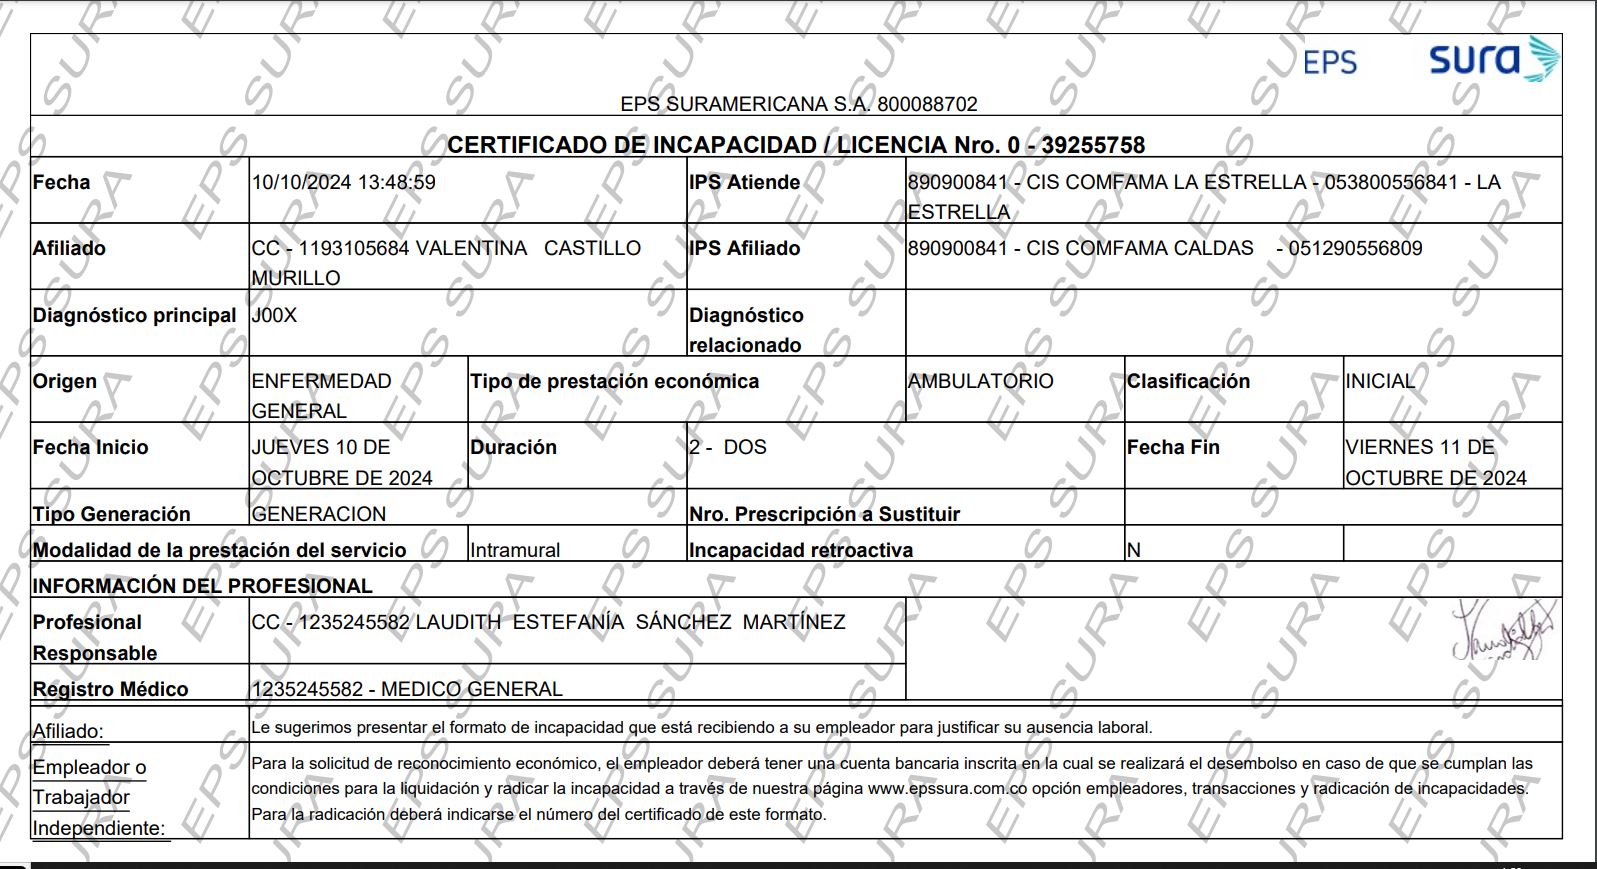 EPS sura
EPS SURAMERICANA S.A. 800088702
CERTIFICADO DE INCAPACIDAD / LICENCIA Nro. 0 - 39255758
Fecha 10/10/2024 13:48:59 IPS Atiende 890900841 - CIS COMFAMA LA ESTRELLA - 053800556841 - LA
ESTRELLA
Afiliado CC - 1193105684 VALENTINA CASTILLO IPS Afiliado 890900841 - CIS COMFAMA CALDAS - 051290556809
MURILLO
Diagnóstico principal J00X Diagnóstico
relacionado
Origen ENFERMEDAD Tipo de prestación económica AMBULATORIO Clasificación INICIAL
GENERAL
Fecha Inicio JUEVES 10 DE Duración 2 - DOS Fecha Fin VIERNES 11 DE
OCTUBRE DE 2024 OCTUBRE DE 2024
Tipo Generación GENERACION Nro. Prescripción a Sustituir
Modalidad de la prestación del servicio Intramural Incapacidad retroactiva N
INFORMACIÓN DEL PROFESIONAL
Profesional CC - 1235245582 LAUDITH ESTEFANÍA SÁNCHEZ MARTÍNEZ
Responsable
Registro Médico 1235245582 - MEDICO GENERAL
Afiliado: Le sugerimos presentar el formato de incapacidad que está recibiendo a su empleador para justificar su ausencia laboral.
Empleador o Para la solicitud de reconocimiento económico, el empleador deberá tener una cuenta bancaria inscrita en la cual se realizará el desembolso en caso de que se cumplan las
Trabajador condiciones para la liquidación y radicar la incapacidad a través de nuestra página www.epssura.com.co opción empleadores, transacciones y radicación de incapacidades.
Independiente: Para la radicación deberá indicarse el número del certificado de este formato.